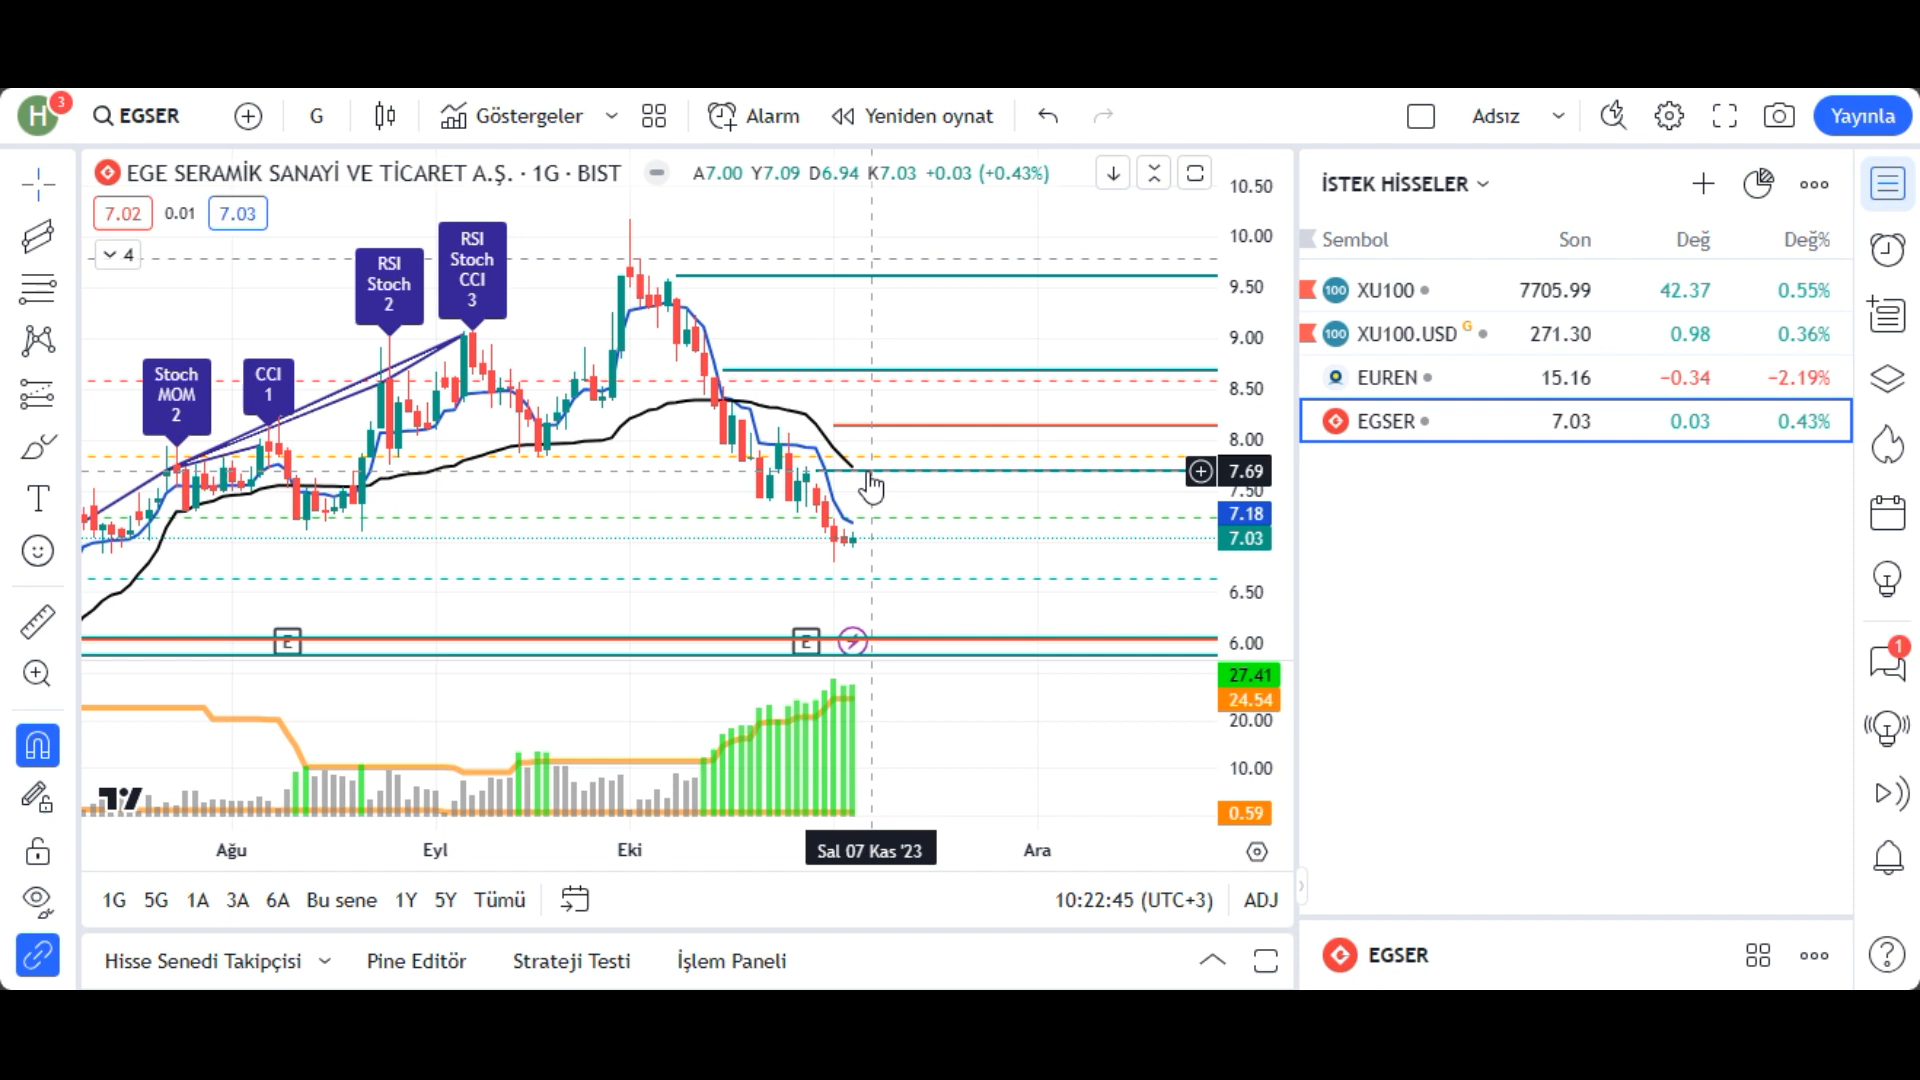 H 3 EGSER G Göstergeler Alarm Yeniden oynat Adsız Yayınla
EGE SERAMİK SANAYİ VE TİCARET A.Ş. · 1G · BIST A7.00 Y7.09 D6.94 K7.03 +0.03 (+0.43%)
7.02 0.01 7.03
4
RSI
Stoch
2
RSI
Stoch
CCI
3
Stoch
MOM
2
CCI
1
E E
10.50
10.00
9.50
9.00
8.50
8.00
7.69
7.50
7.18
7.03
6.50
6.00
27.41
24.54
20.00
10.00
0.59
Ağu Eyl Eki Sal 07 Kas '23 Ara
1G 5G 1A 3A 6A Bu sene 1Y 5Y Tümü 10:22:45 (UTC+3) ADJ
Hisse Senedi Takipçisi Pine Editör Strateji Testi İşlem Paneli
İSTEK HİSSELER
Sembol Son Değ Değ%
100 XU100 7705.99 42.37 0.55%
100 XU100.USD G 271.30 0.98 0.36%
EUREN 15.16 −0.34 −2.19%
EGSER 7.03 0.03 0.43%
1
EGSER